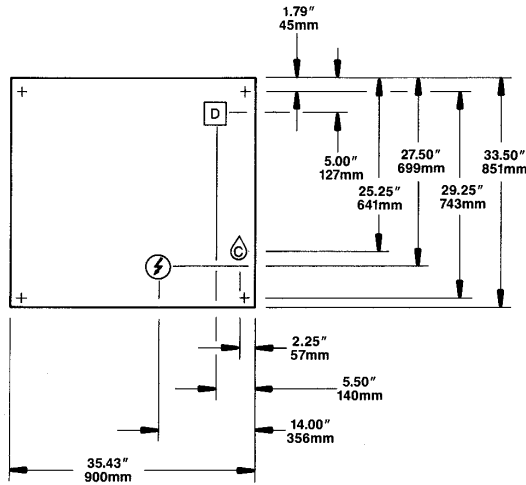 1.79″
45mm
D
5.00″
127mm
27.50″
699mm
33.50″
851mm
25.25″
641mm
29.25″
743mm
C
2.25″
57mm
5.50″
140mm
14.00″
356mm
35.43″
900mm